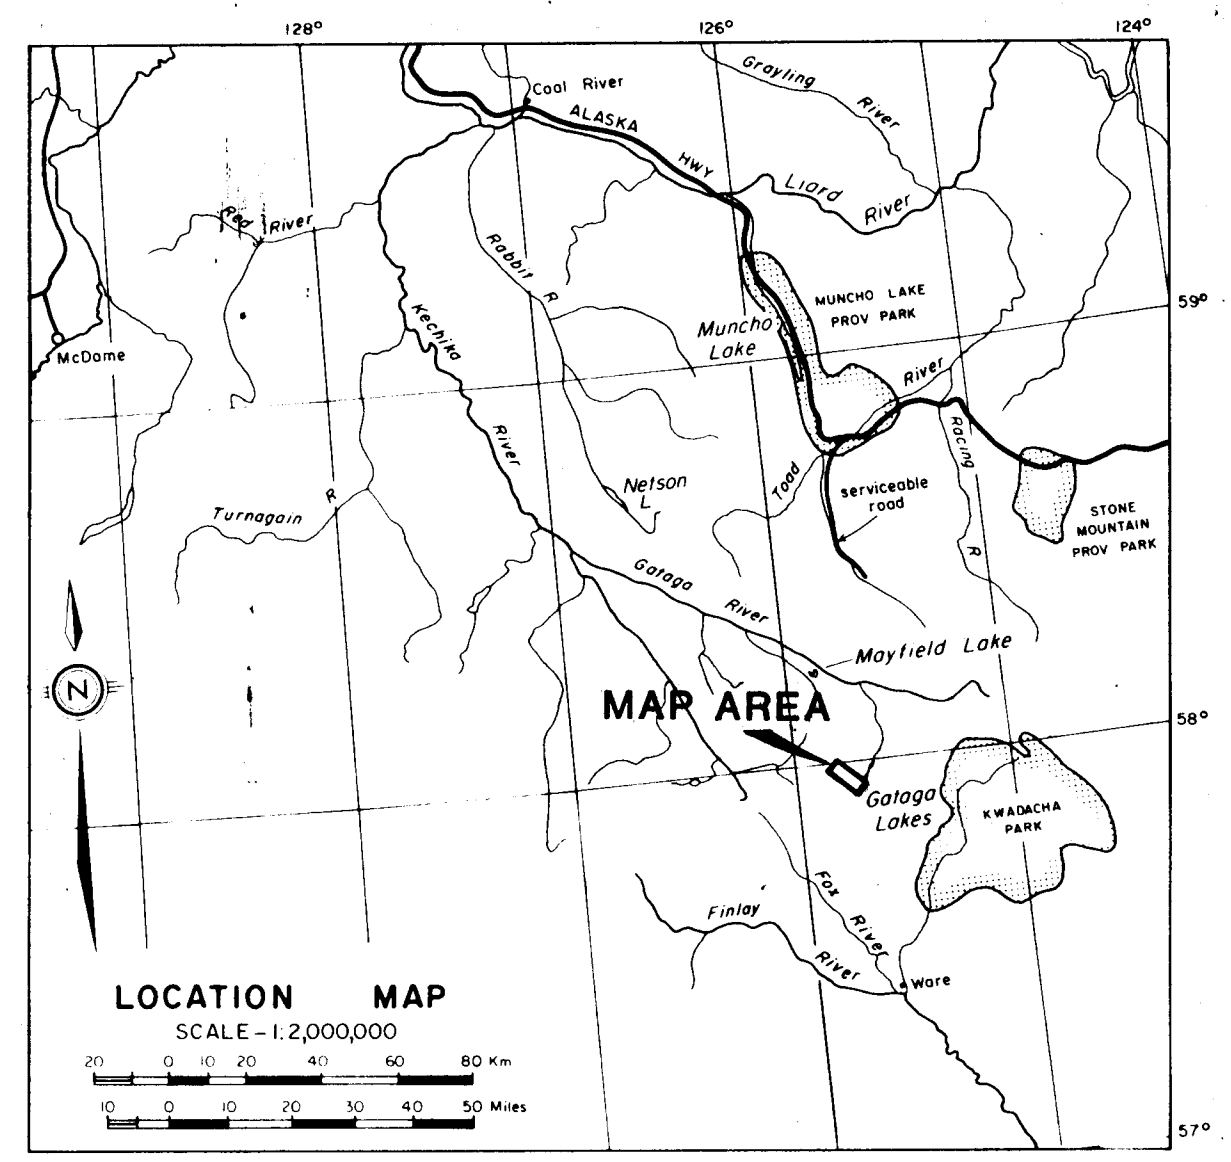 128°
126°
124°
Coal River
Grayling
River
ALASKA
HWY
Liard
River
Red River
Rabbit R
MUNCHO LAKE
PROV PARK
59°
Muncho
Lake
Kechika
River
McDame
River
Racing
R
Toad
Netson
L.
serviceable
road
STONE
MOUNTAIN
PROV PARK
Turnagain R
Gataga River
Mayfield Lake
N
MAP AREA
58°
Gataga
Lakes
KWADACHA
PARK
Fox
River
Finlay
River
Ware
LOCATION MAP
SCALE - 1:2,000,000
20 0 10 20 40 60 80 Km
10 0 10 20 30 40 50 Miles
57°